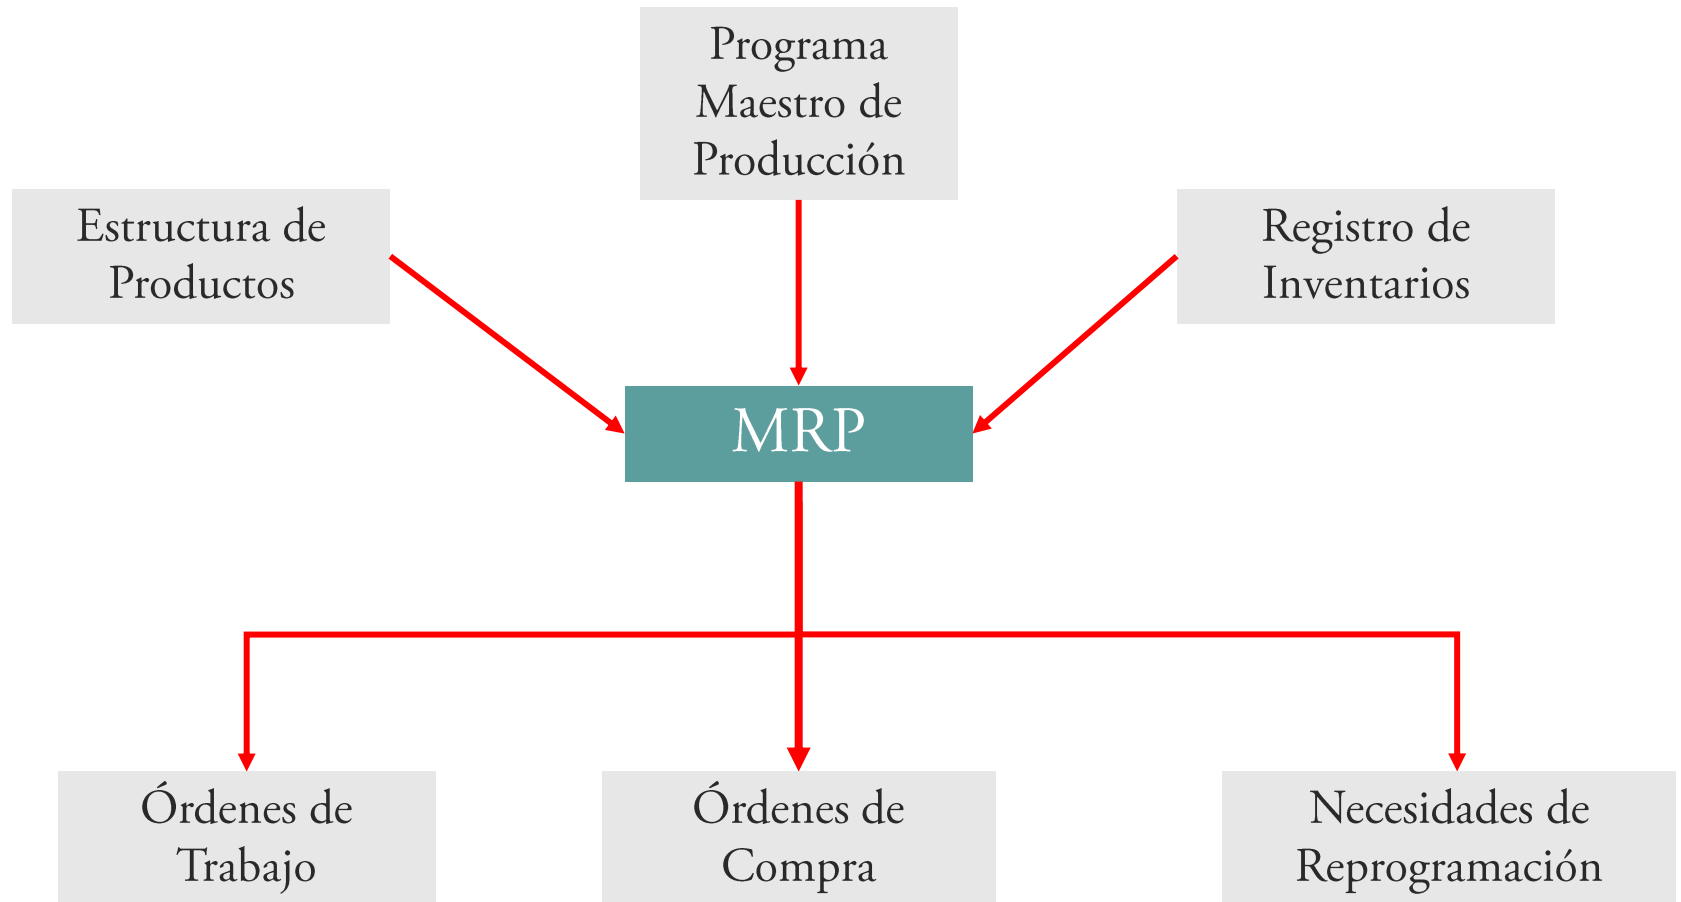 Programa
Maestro de
Producción
Estructura de
Productos
Registro de
Inventarios
MRP
Órdenes de
Trabajo
Órdenes de
Compra
Necesidades de
Reprogramación